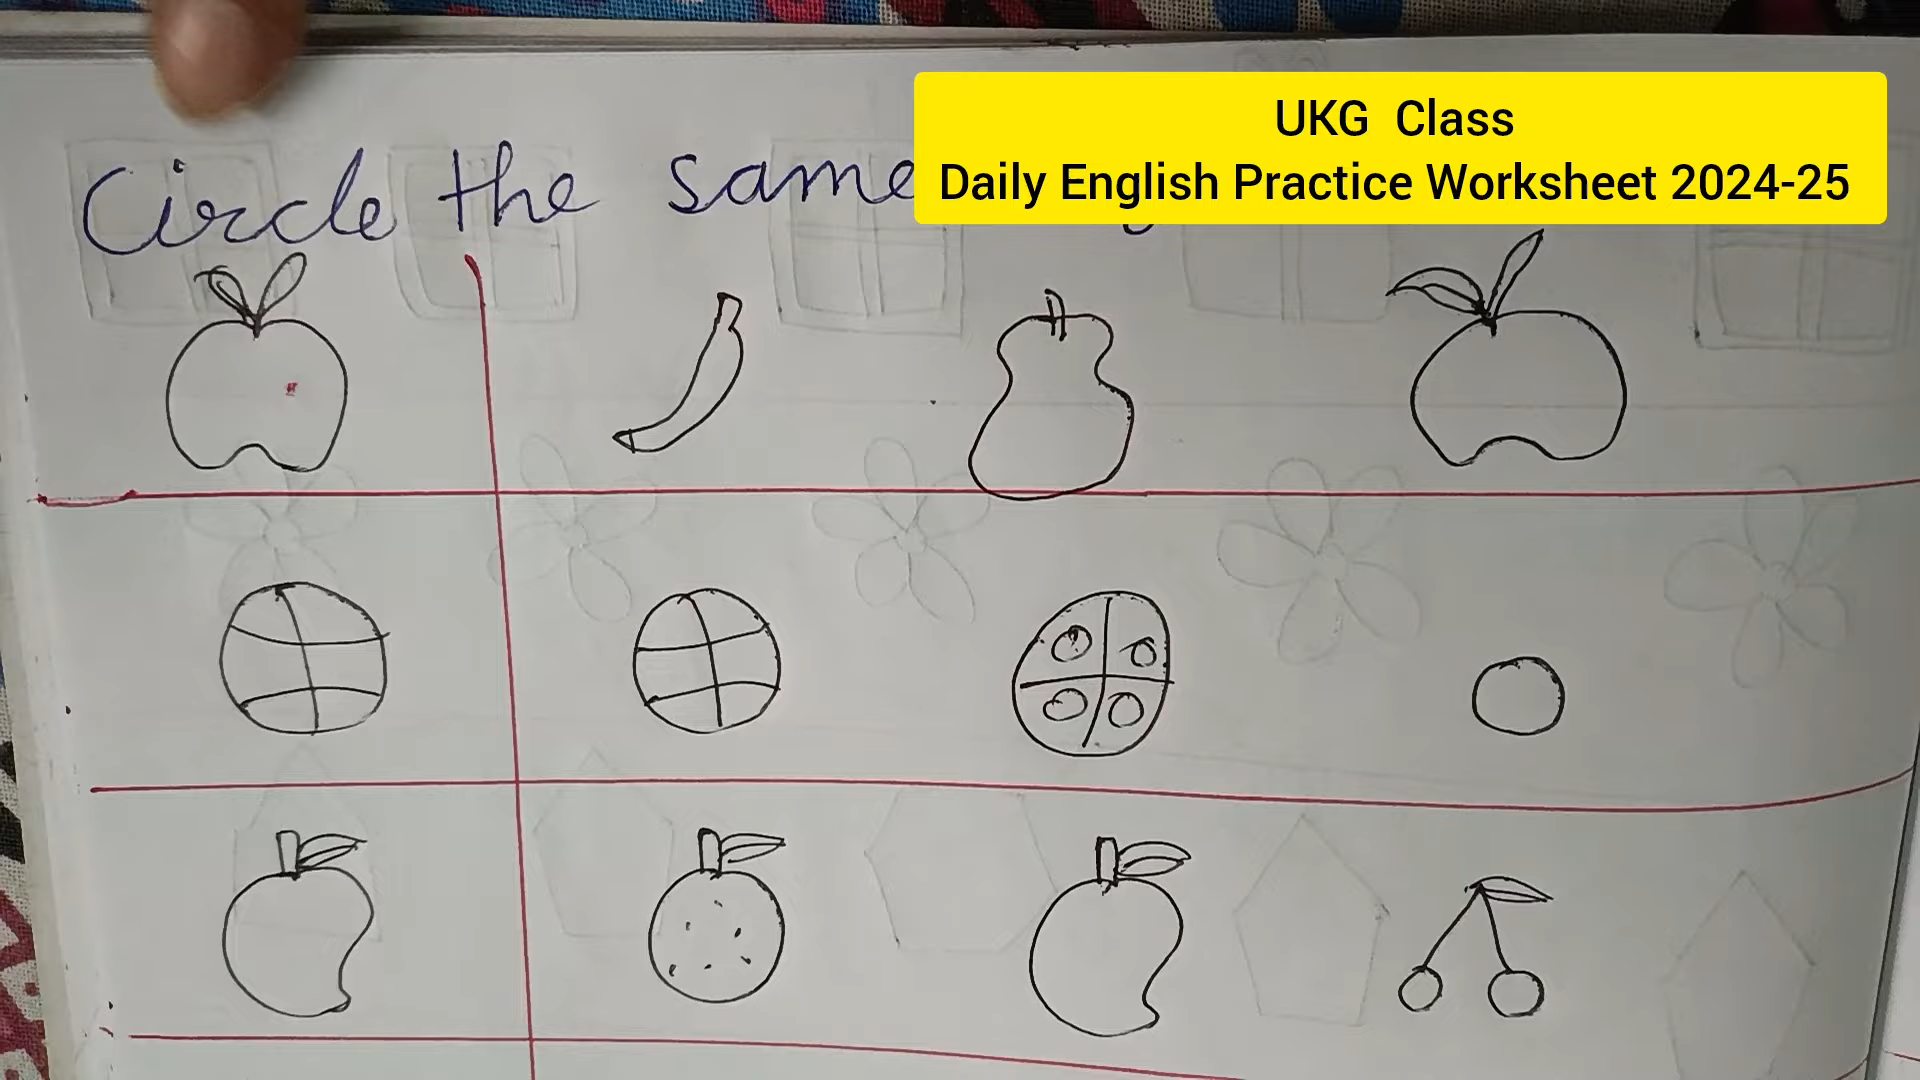 UKG Class
Daily English Practice Worksheet 2024-25
Circle the same